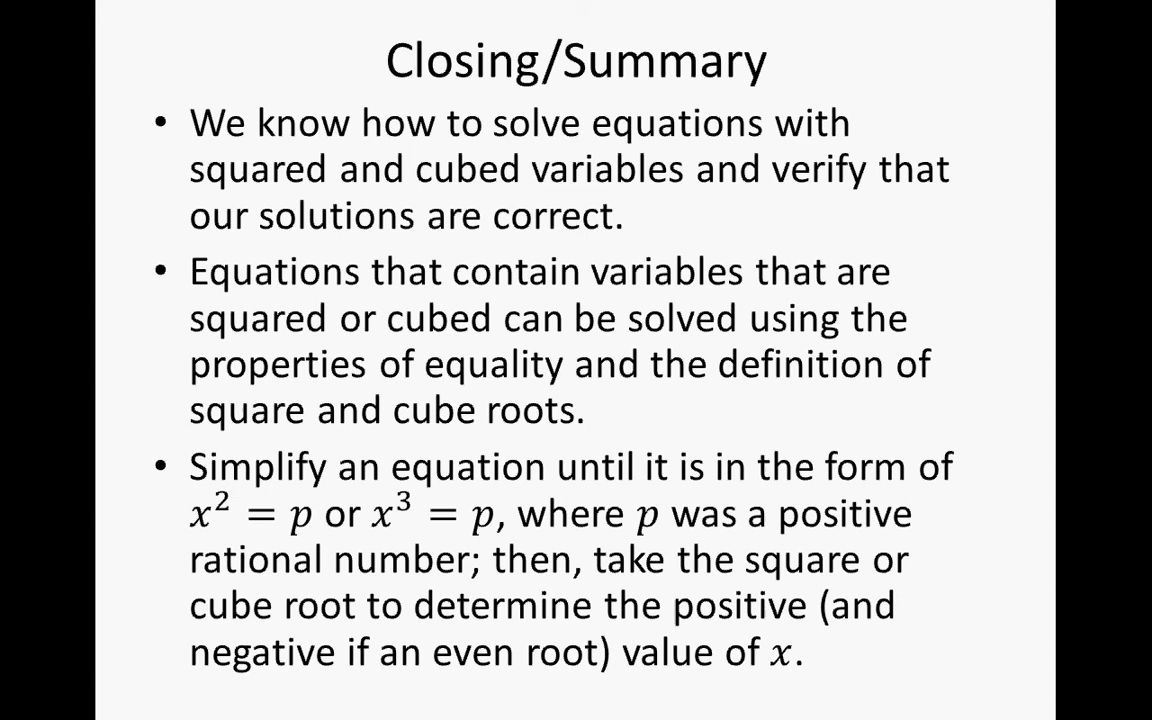 Closing/Summary
• We know how to solve equations with
squared and cubed variables and verify that
our solutions are correct.
• Equations that contain variables that are
squared or cubed can be solved using the
properties of equality and the definition of
square and cube roots.
• Simplify an equation until it is in the form of
x² = p or x³ = p, where p was a positive
rational number; then, take the square or
cube root to determine the positive (and
negative if an even root) value of x.